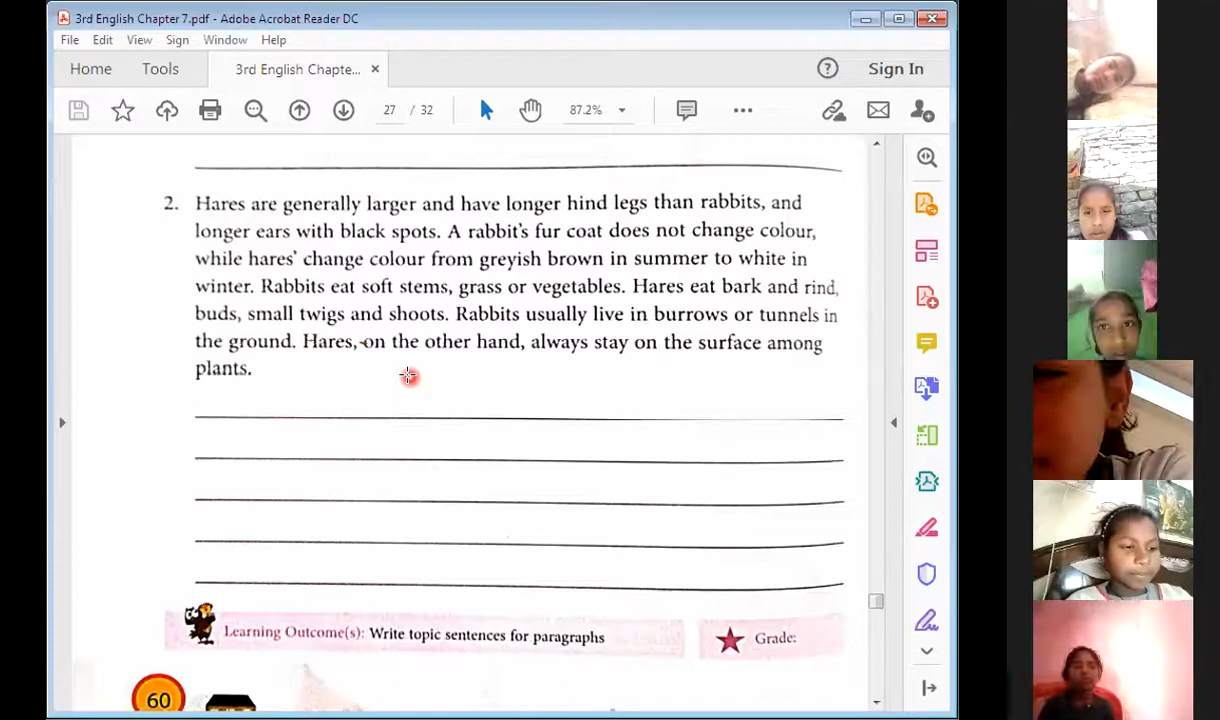 3rd English Chapter 7.pdf - Adobe Acrobat Reader DC
File Edit View Sign Window Help
Home Tools 3rd English Chapte... × Sign In
27 / 32 87.2%
2. Hares are generally larger and have longer hind legs than rabbits, and
longer ears with black spots. A rabbit's fur coat does not change colour,
while hares' change colour from greyish brown in summer to white in
winter. Rabbits eat soft stems, grass or vegetables. Hares eat bark and rind,
buds, small twigs and shoots. Rabbits usually live in burrows or tunnels in
the ground. Hares, on the other hand, always stay on the surface among
plants.
Learning Outcome(s): Write topic sentences for paragraphs
Grade:
60